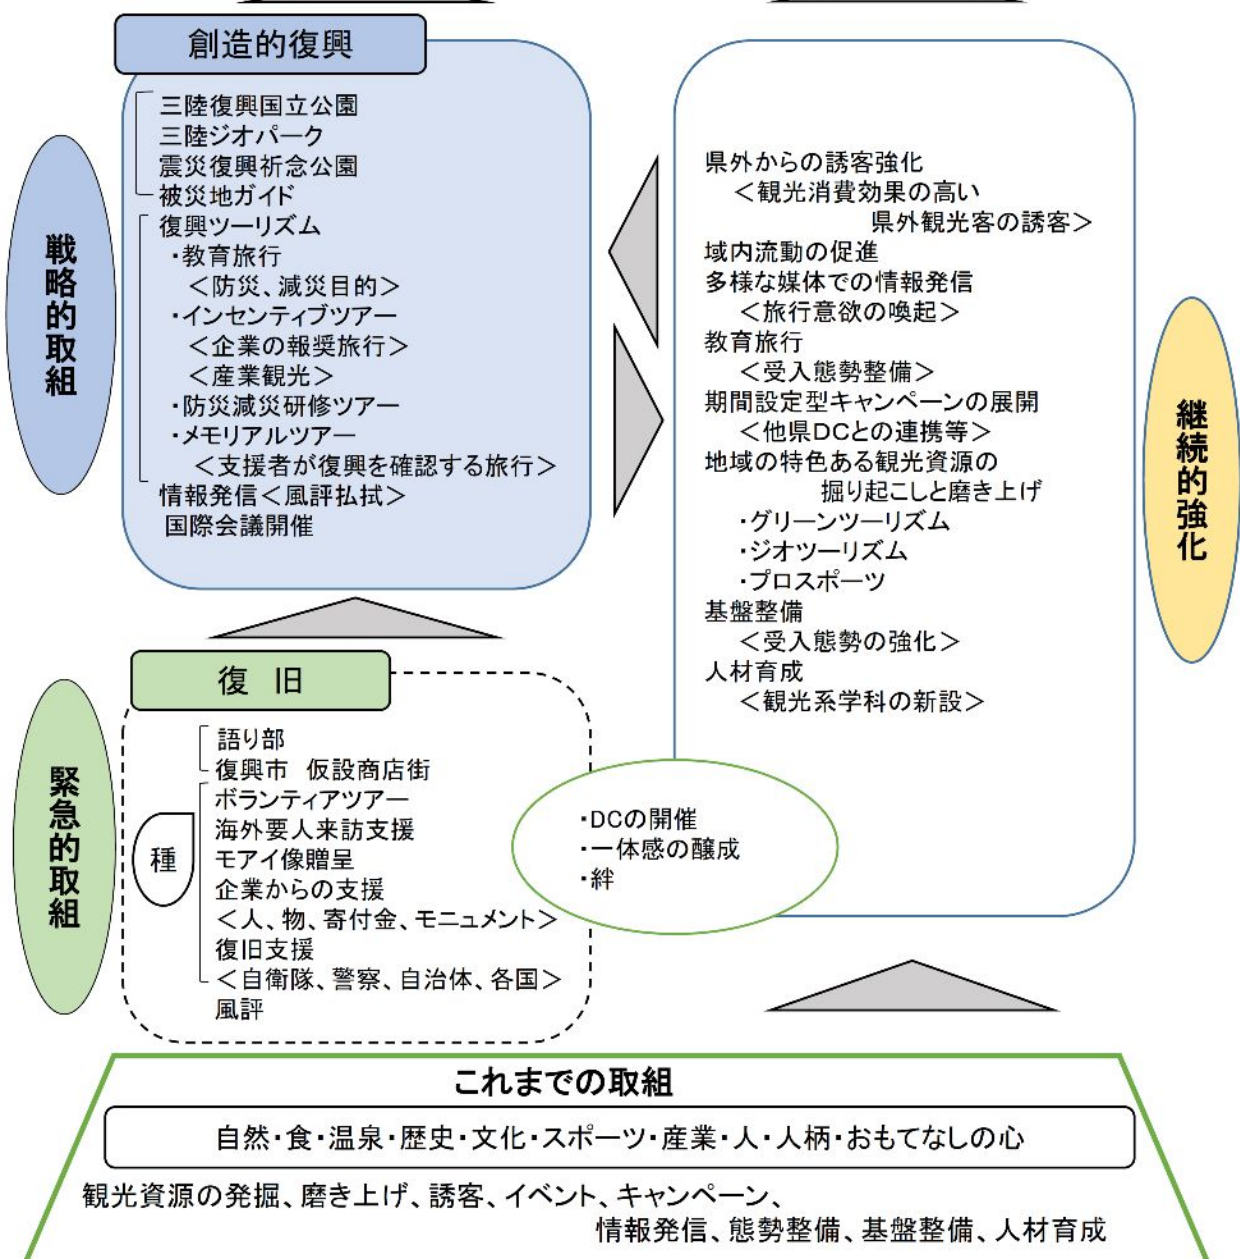 創造的復興
戦略的取組
三陸復興国立公園
三陸ジオパーク
震災復興祈念公園
被災地ガイド
復興ツーリズム
・教育旅行
＜防災、減災目的＞
・インセンティブツアー
＜企業の報奨旅行＞
＜産業観光＞
・防災減災研修ツアー
・メモリアルツアー
＜支援者が復興を確認する旅行＞
情報発信＜風評払拭＞
国際会議開催
県外からの誘客強化
＜観光消費効果の高い
県外観光客の誘客＞
域内流動の促進
多様な媒体での情報発信
＜旅行意欲の喚起＞
教育旅行
＜受入態勢整備＞
期間設定型キャンペーンの展開
＜他県DCとの連携等＞
地域の特色ある観光資源の
掘り起こしと磨き上げ
・グリーンツーリズム
・ジオツーリズム
・プロスポーツ
基盤整備
＜受入態勢の強化＞
人材育成
＜観光系学科の新設＞
継続的強化
復　旧
緊急的取組
種
語り部
復興市　仮設商店街
ボランティアツアー
海外要人来訪支援
モアイ像贈呈
企業からの支援
＜人、物、寄付金、モニュメント＞
復旧支援
＜自衛隊、警察、自治体、各国＞
風評
・DCの開催
・一体感の醸成
・絆
これまでの取組
自然・食・温泉・歴史・文化・スポーツ・産業・人・人柄・おもてなしの心
観光資源の発掘、磨き上げ、誘客、イベント、キャンペーン、
情報発信、態勢整備、基盤整備、人材育成